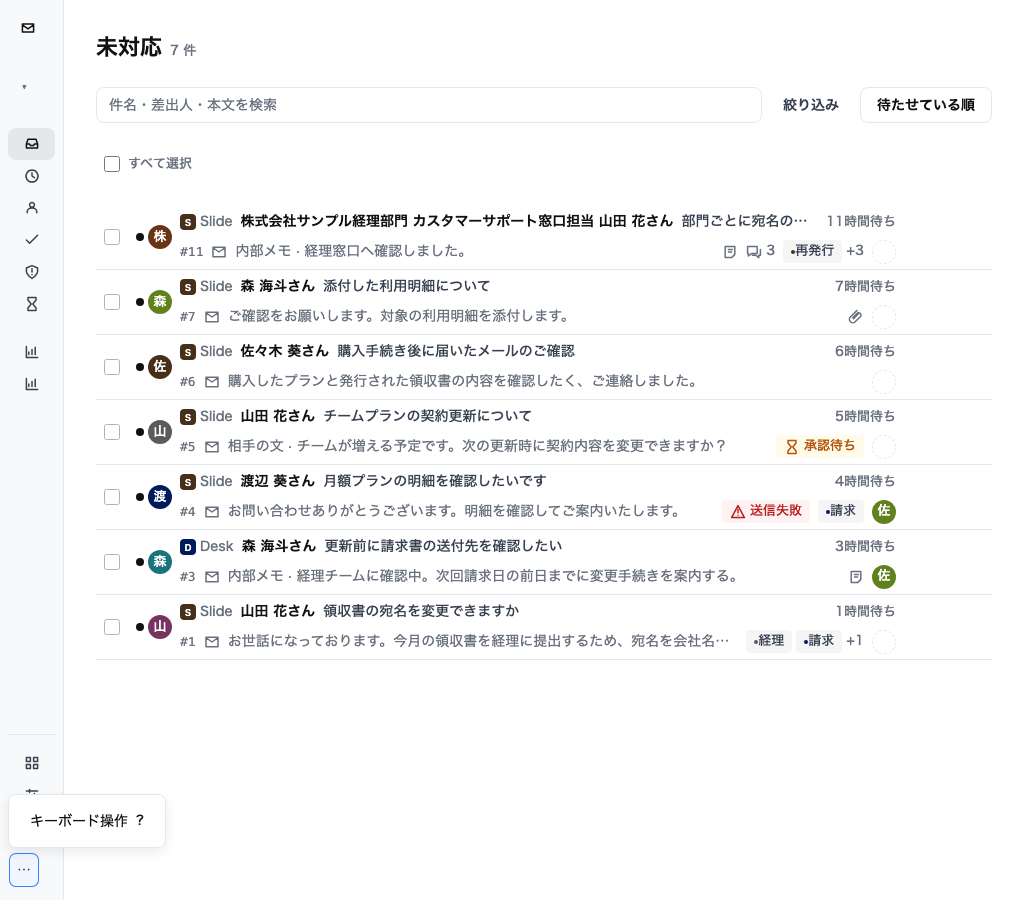 未対応 7 件
件名・差出人・本文を検索
絞り込み
待たせている順
すべて選択
株 S Slide 株式会社サンプル経理部門 カスタマーサポート窓口担当 山田 花さん 部門ごとに宛名の… 11時間待ち
#11 内部メモ · 経理窓口へ確認しました。 3 •再発行 +3
森 S Slide 森 海斗さん 添付した利用明細について 7時間待ち
#7 ご確認をお願いします。対象の利用明細を添付します。
佐 S Slide 佐々木 葵さん 購入手続き後に届いたメールのご確認 6時間待ち
#6 購入したプランと発行された領収書の内容を確認したく、ご連絡しました。
山 S Slide 山田 花さん チームプランの契約更新について 5時間待ち
#5 相手の文 · チームが増える予定です。次の更新時に契約内容を変更できますか？ 承認待ち
渡 S Slide 渡辺 葵さん 月額プランの明細を確認したいです 4時間待ち
#4 お問い合わせありがとうございます。明細を確認してご案内いたします。 送信失敗 •請求 佐
森 D Desk 森 海斗さん 更新前に請求書の送付先を確認したい 3時間待ち
#3 内部メモ · 経理チームに確認中。次回請求日の前日までに変更手続きを案内する。 佐
山 S Slide 山田 花さん 領収書の宛名を変更できますか 1時間待ち
#1 お世話になっております。今月の領収書を経理に提出するため、宛名を会社名… •経理 •請求 +1
キーボード操作 ？
…